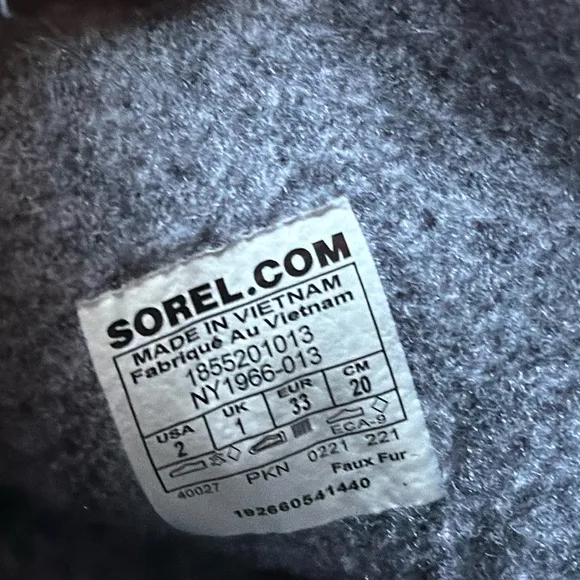 SOREL.COM
MADE IN VIETNAM
Fabriqué Au Vietnam
1855201013
NY1966-013
USA UK EUR CM
2 1 33 20
ECA-9
40027 PKN 0221 221
Faux Fur
192660541440